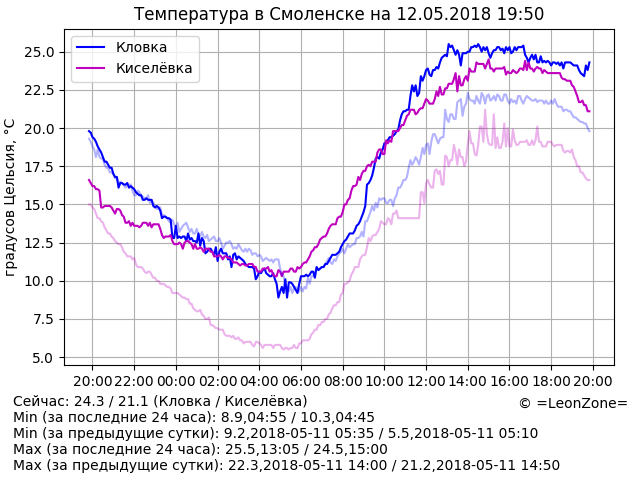 Температура в Смоленске на 12.05.2018 19:50
Кловка
Киселёвка
градусов Цельсия, °C
25.0
22.5
20.0
17.5
15.0
12.5
10.0
7.5
5.0
20:00 22:00 00:00 02:00 04:00 06:00 08:00 10:00 12:00 14:00 16:00 18:00 20:00
Сейчас: 24.3 / 21.1 (Кловка / Киселёвка)
© =LeonZone=
Min (за последние 24 часа): 8.9,04:55 / 10.3,04:45
Min (за предыдущие сутки): 9.2,2018-05-11 05:35 / 5.5,2018-05-11 05:10
Max (за последние 24 часа): 25.5,13:05 / 24.5,15:00
Max (за предыдущие сутки): 22.3,2018-05-11 14:00 / 21.2,2018-05-11 14:50